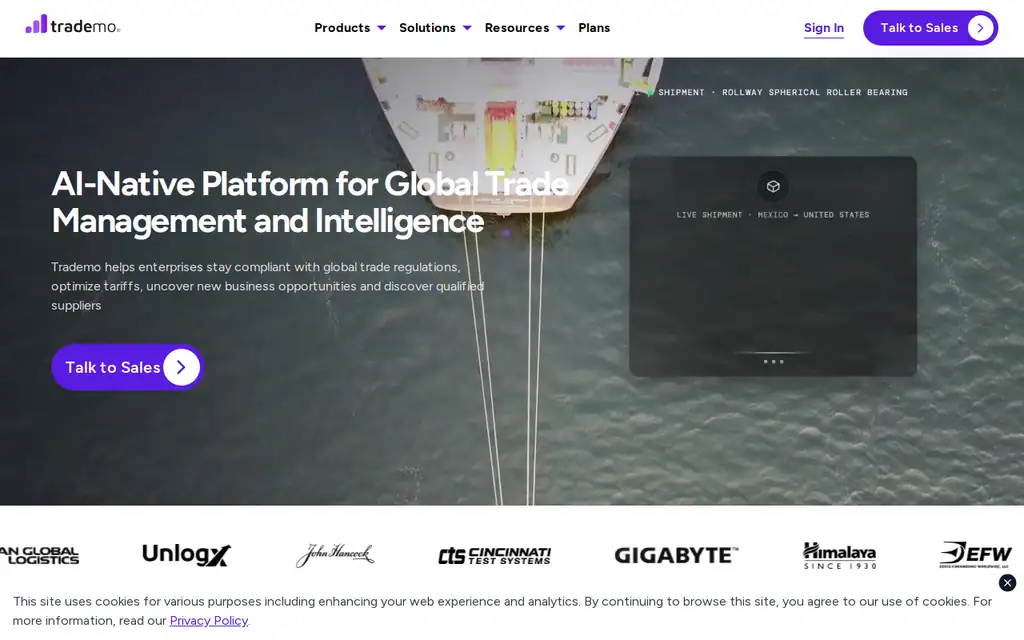 trademo
Products
Solutions
Resources
Plans
Sign In
Talk to Sales
SHIPMENT · ROLLWAY SPHERICAL ROLLER BEARING
AI-Native Platform for Global Trade
Management and Intelligence
LIVE SHIPMENT · MEXICO → UNITED STATES
Trademo helps enterprises stay compliant with global trade regulations,
optimize tariffs, uncover new business opportunities and discover qualified
suppliers
Talk to Sales
AN GLOBAL
LOGISTICS
UnlogX
John Hancock
cts CINCINNATI
TEST SYSTEMS
GIGABYTE™
Himalaya
SINCE 1930
EFW
This site uses cookies for various purposes including enhancing your web experience and analytics. By continuing to browse this site, you agree to our use of cookies. For
more information, read our Privacy Policy.